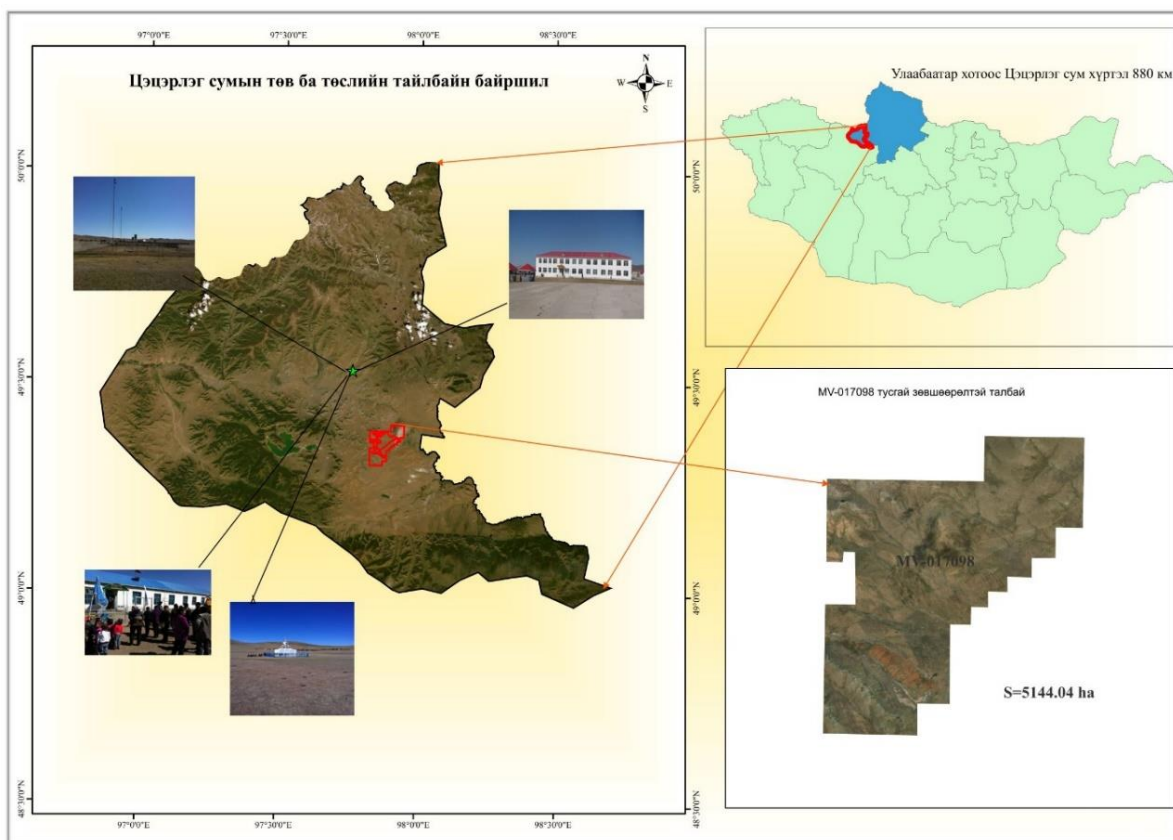 97°0'0"E 97°30'0"E 98°0'0"E 98°30'0"E
Цэцэрлэг сумын төв ба төслийн тайлбайн байршил
N
W E
S
50°0'0"N
49°30'0"N
49°0'0"N
48°30'0"N
50°0'0"N
49°30'0"N
49°0'0"N
48°30'0"N
97°0'0"E 97°30'0"E 98°0'0"E 98°30'0"E
Улаабаатар хотоос Цэцэрлэг сум хүртэл 880 км
MV-017098 тусгай зөвшөөрөлтэй талбай
MV-017098
S=5144.04 ha